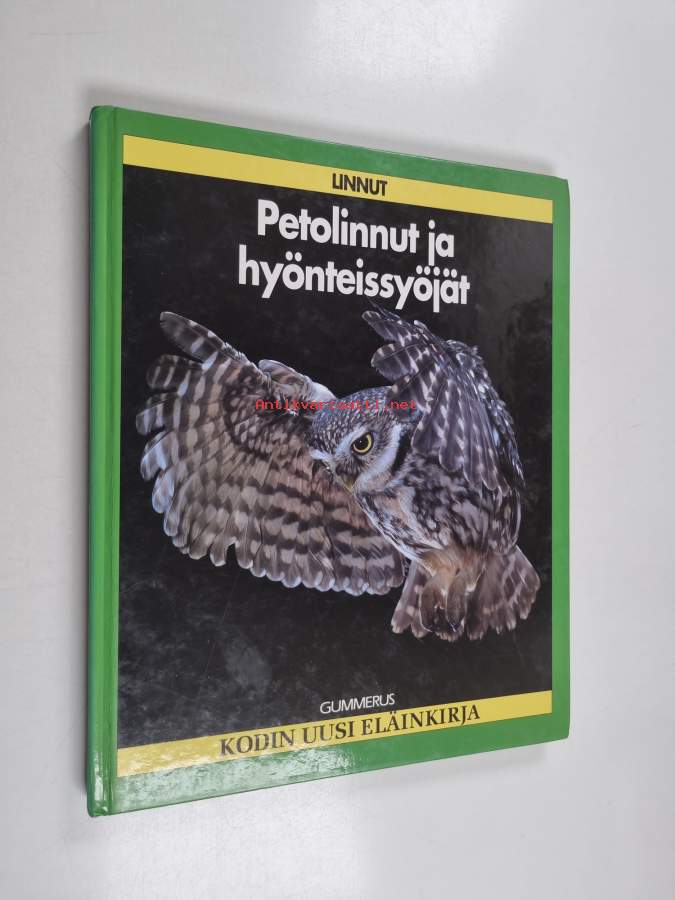 LINNUT
Petolinnut ja
hyönteissyöjät
Antikvariaatti.net
GUMMERUS
KODIN UUSI ELÄINKIRJA